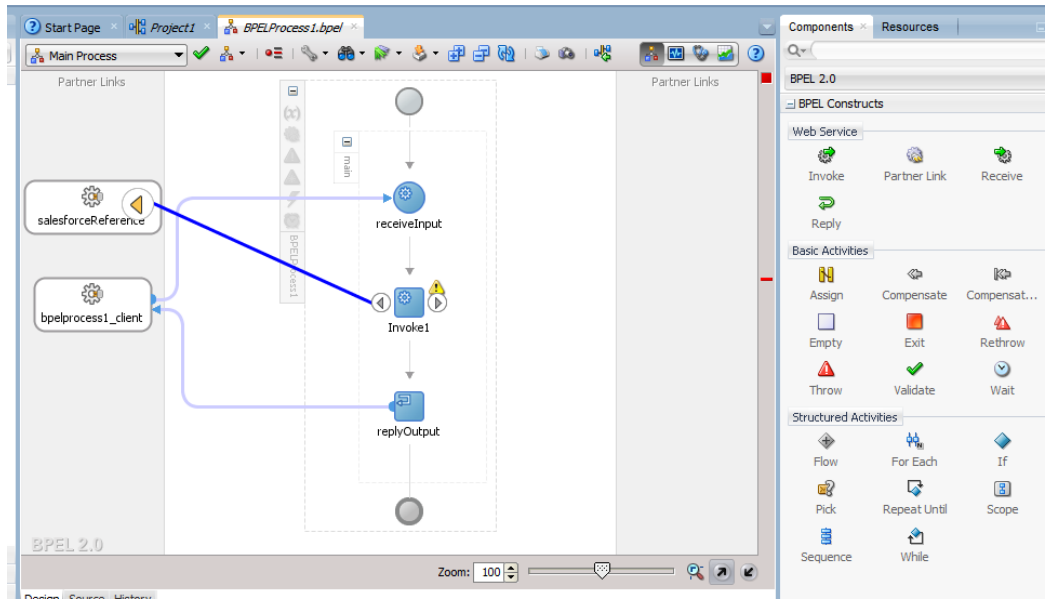 Start Page
Project1
BPELProcess1.bpel
Components
Resources
Main Process
BPEL 2.0
Partner Links
Partner Links
BPEL Constructs
Web Service
(x)
main
Invoke
Partner Link
Receive
salesforceReference
receiveInput
Reply
BPELProcess1
Basic Activities
Assign
Compensate
Compensat...
bpelprocess1_client
Invoke1
Empty
Exit
Rethrow
Throw
Validate
Wait
Structured Activities
replyOutput
Flow
For Each
If
Pick
Repeat Until
Scope
BPEL 2.0
Sequence
While
Zoom: 100
Design Source History